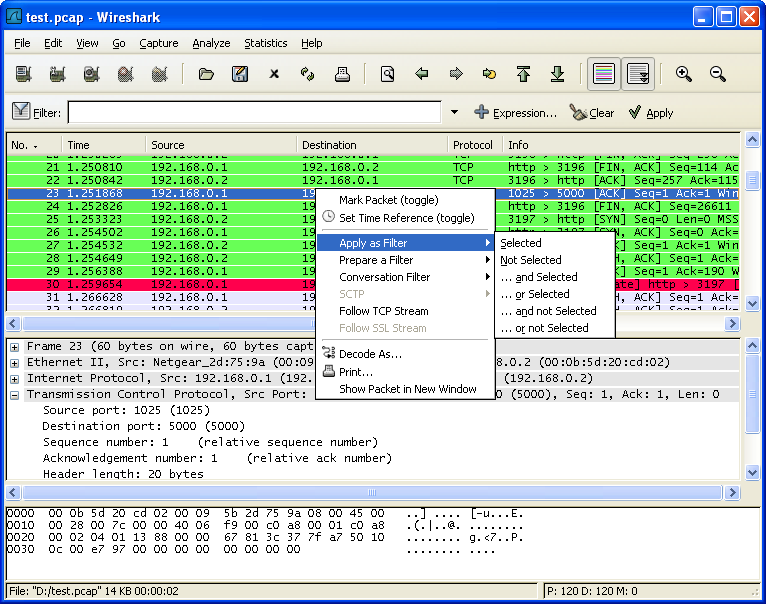 test.pcap - Wireshark
File Edit View Go Capture Analyze Statistics Help
Filter: Expression... Clear Apply
No. Time Source Destination Protocol Info
21 1.250810 192.168.0.1 192.168.0.2 TCP http > 3196 [FIN, ACK] Seq=114 Ac
22 1.250842 192.168.0.2 192.168.0.1 TCP 3196 > http [ACK] Seq=257 Ack=115
23 1.251868 192.168.0.1 19 1025 > 5000 [ACK] Seq=1 Ack=1 Win
24 1.252826 192.168.0.1 19 http > 3196 [FIN, ACK] Seq=26611
25 1.253323 192.168.0.2 19 3197 > http [SYN] Seq=0 Len=0 MSS
26 1.254502 192.168.0.1 19 http > 3197 [SYN, ACK] Seq=0 Ack=
27 1.254532 192.168.0.2 19 Seq=1 Ack=1 Win
28 1.254649 192.168.0.2 19 ACK] Seq=1 Ack=
29 1.256388 192.168.0.1 19 Seq=1 Ack=190 W
30 1.259654 192.168.0.1 19 ate] http > 3197 [
31 1.266628 192.168.0.1 19 H, ACK] Seq=1 Ack=
Mark Packet (toggle)
Set Time Reference (toggle)
Apply as Filter
Prepare a Filter
Conversation Filter
SCTP
Follow TCP Stream
Follow SSL Stream
Decode As...
Print...
Show Packet in New Window
Selected
Not Selected
... and Selected
... or Selected
... and not Selected
... or not Selected
Frame 23 (60 bytes on wire, 60 bytes capt
Ethernet II, Src: Netgear_2d:75:9a (00:09 8.0.2 (00:0b:5d:20:cd:02)
Internet Protocol, Src: 192.168.0.1 (192. (192.168.0.2)
Transmission Control Protocol, Src Port: 0 (5000), Seq: 1, Ack: 1, Len: 0
Source port: 1025 (1025)
Destination port: 5000 (5000)
Sequence number: 1 (relative sequence number)
Acknowledgement number: 1 (relative ack number)
Header length: 20 bytes
0000 00 0b 5d 20 cd 02 00 09 5b 2d 75 9a 08 00 45 00 ..] .... [-u...E.
0010 00 28 00 7c 00 00 40 06 f9 00 c0 a8 00 01 c0 a8 .(.|..@. ........
0020 00 02 04 01 13 88 00 00 67 81 3c 37 7f a7 50 10 ........ g.<7..P.
0030 0c 00 e7 97 00 00 00 00 00 00 00 00 ........ ....
File: "D:/test.pcap" 14 KB 00:00:02 P: 120 D: 120 M: 0